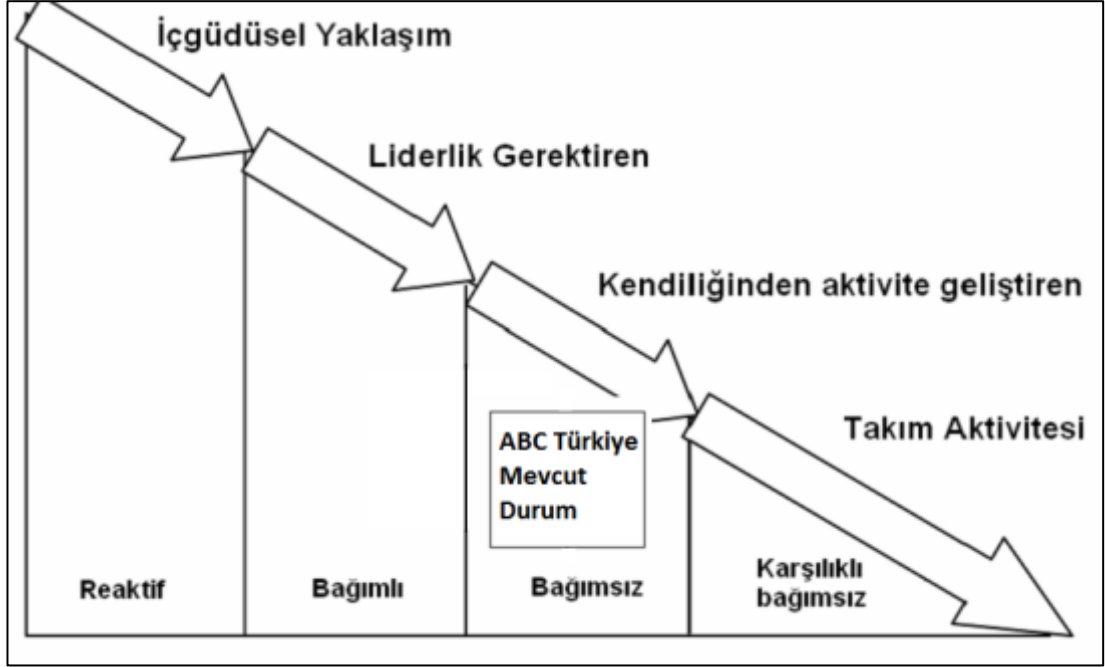 İçgüdüsel Yaklaşım
Liderlik Gerektiren
Kendiliğinden aktivite geliştiren
Takım Aktivitesi
ABC Türkiye
Mevcut
Durum
Reaktif
Bağımlı
Bağımsız
Karşılıklı
bağımsız